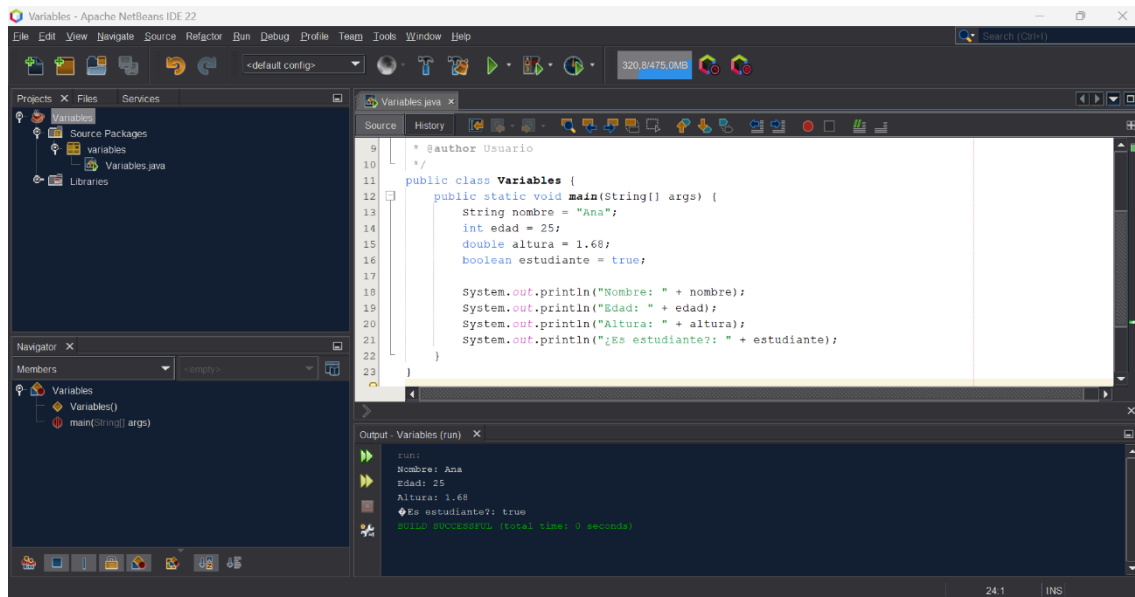 Variables - Apache NetBeans IDE 22
File Edit View Navigate Source Refactor Run Debug Profile Team Tools Window Help
Search (Ctrl+I)
<default config>
320,8/475,0MB
Projects Files Services
Variables
Source Packages
variables
Variables.java
Libraries
Variables.java
Source History
9 * @author Usuario
10 */
11 public class Variables {
12 public static void main(String[] args) {
13 String nombre = "Ana";
14 int edad = 25;
15 double altura = 1.68;
16 boolean estudiante = true;
17
18 System.out.println("Nombre: " + nombre);
19 System.out.println("Edad: " + edad);
20 System.out.println("Altura: " + altura);
21 System.out.println("¿Es estudiante?: " + estudiante);
22 }
23 }
Navigator
Members <empty>
Variables
Variables()
main(String[] args)
Output - Variables (run)
run:
Nombre: Ana
Edad: 25
Altura: 1.68
�Es estudiante?: true
BUILD SUCCESSFUL (total time: 0 seconds)
24:1 INS